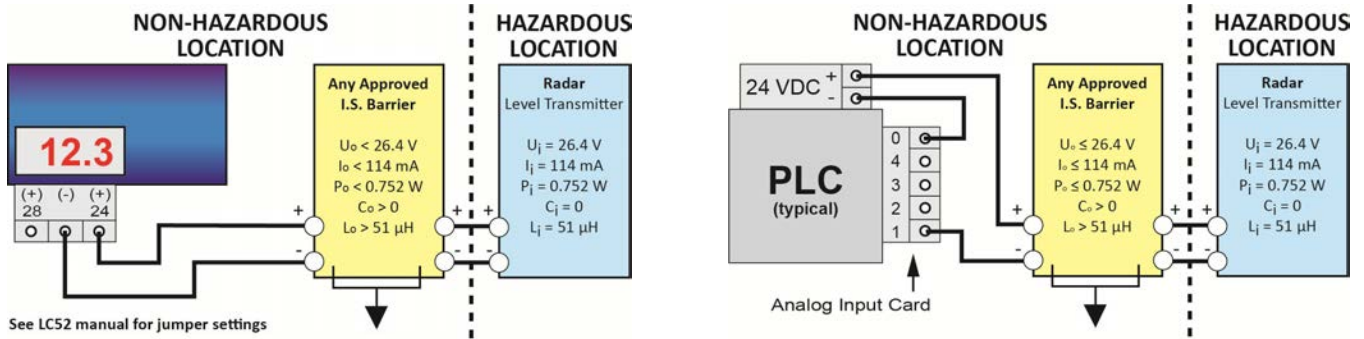 NON-HAZARDOUS
LOCATION
HAZARDOUS
LOCATION
12.3
(+) (-) (+)
28 24
Any Approved
I.S. Barrier
Uo < 26.4 V
Io < 114 mA
Po < 0.752 W
Co > 0
Lo > 51 µH
+
-
+
-
+
-
Radar
Level Transmitter
Ui = 26.4 V
Ii = 114 mA
Pi = 0.752 W
Ci = 0
Li = 51 µH
See LC52 manual for jumper settings
NON-HAZARDOUS
LOCATION
HAZARDOUS
LOCATION
24 VDC +
-
PLC
(typical)
0
4
3
2
1
Analog Input Card
Any Approved
I.S. Barrier
Uo ≤ 26.4 V
Io ≤ 114 mA
Po ≤ 0.752 W
Co > 0
Lo > 51 µH
+
-
+
-
+
-
Radar
Level Transmitter
Ui = 26.4 V
Ii = 114 mA
Pi = 0.752 W
Ci = 0
Li = 51 µH